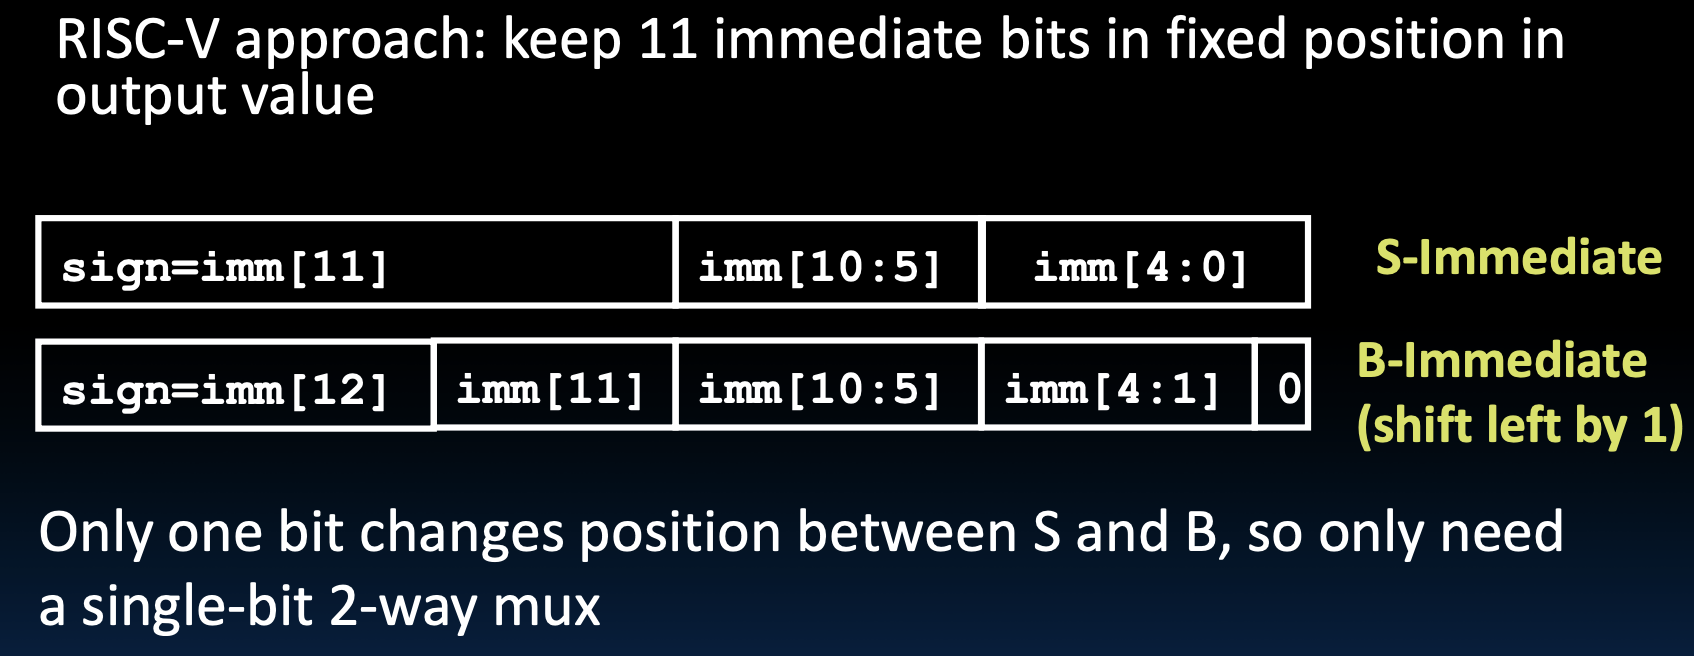 RISC-V approach: keep 11 immediate bits in fixed position in
output value
sign=imm[11] imm[10:5] imm[4:0] S-Immediate
sign=imm[12] imm[11] imm[10:5] imm[4:1] 0 B-Immediate
(shift left by 1)
Only one bit changes position between S and B, so only need
a single-bit 2-way mux